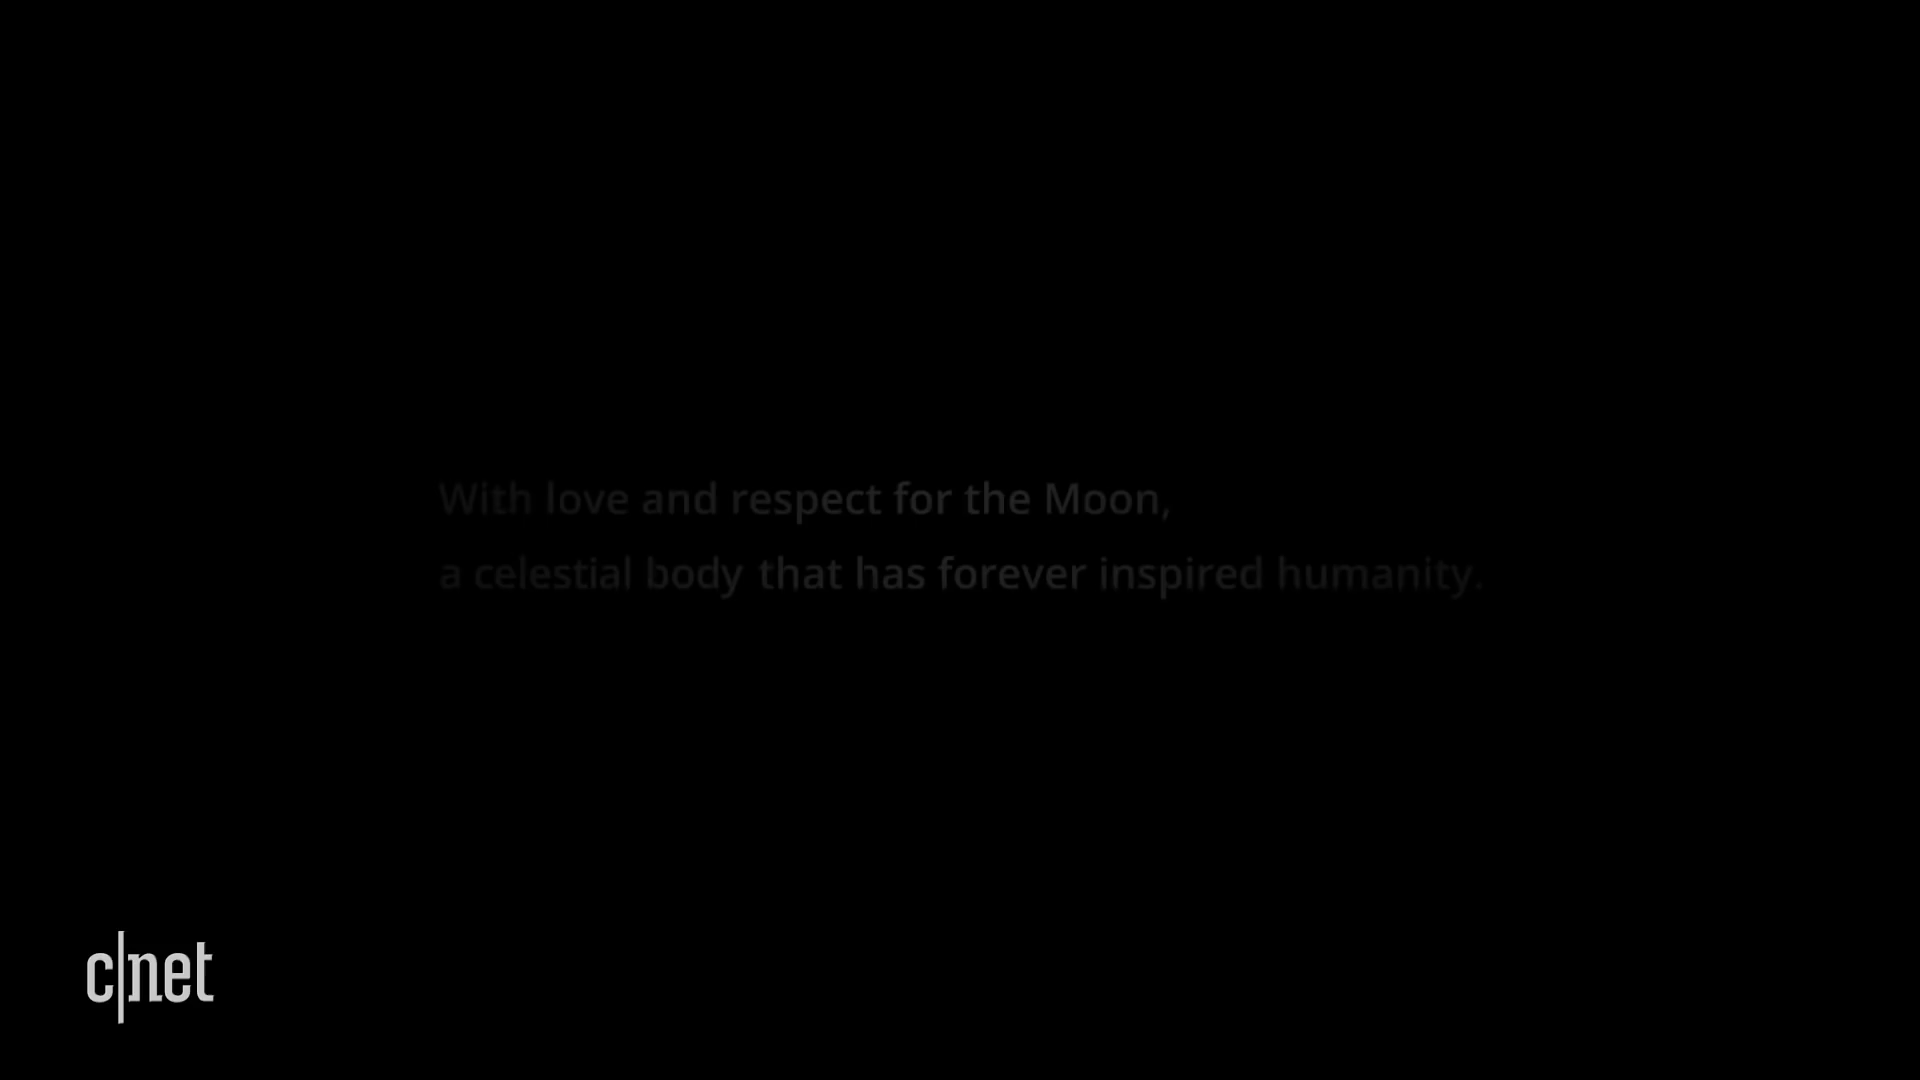 With love and respect for the Moon,
a celestial body that has forever inspired humanity.
c|net